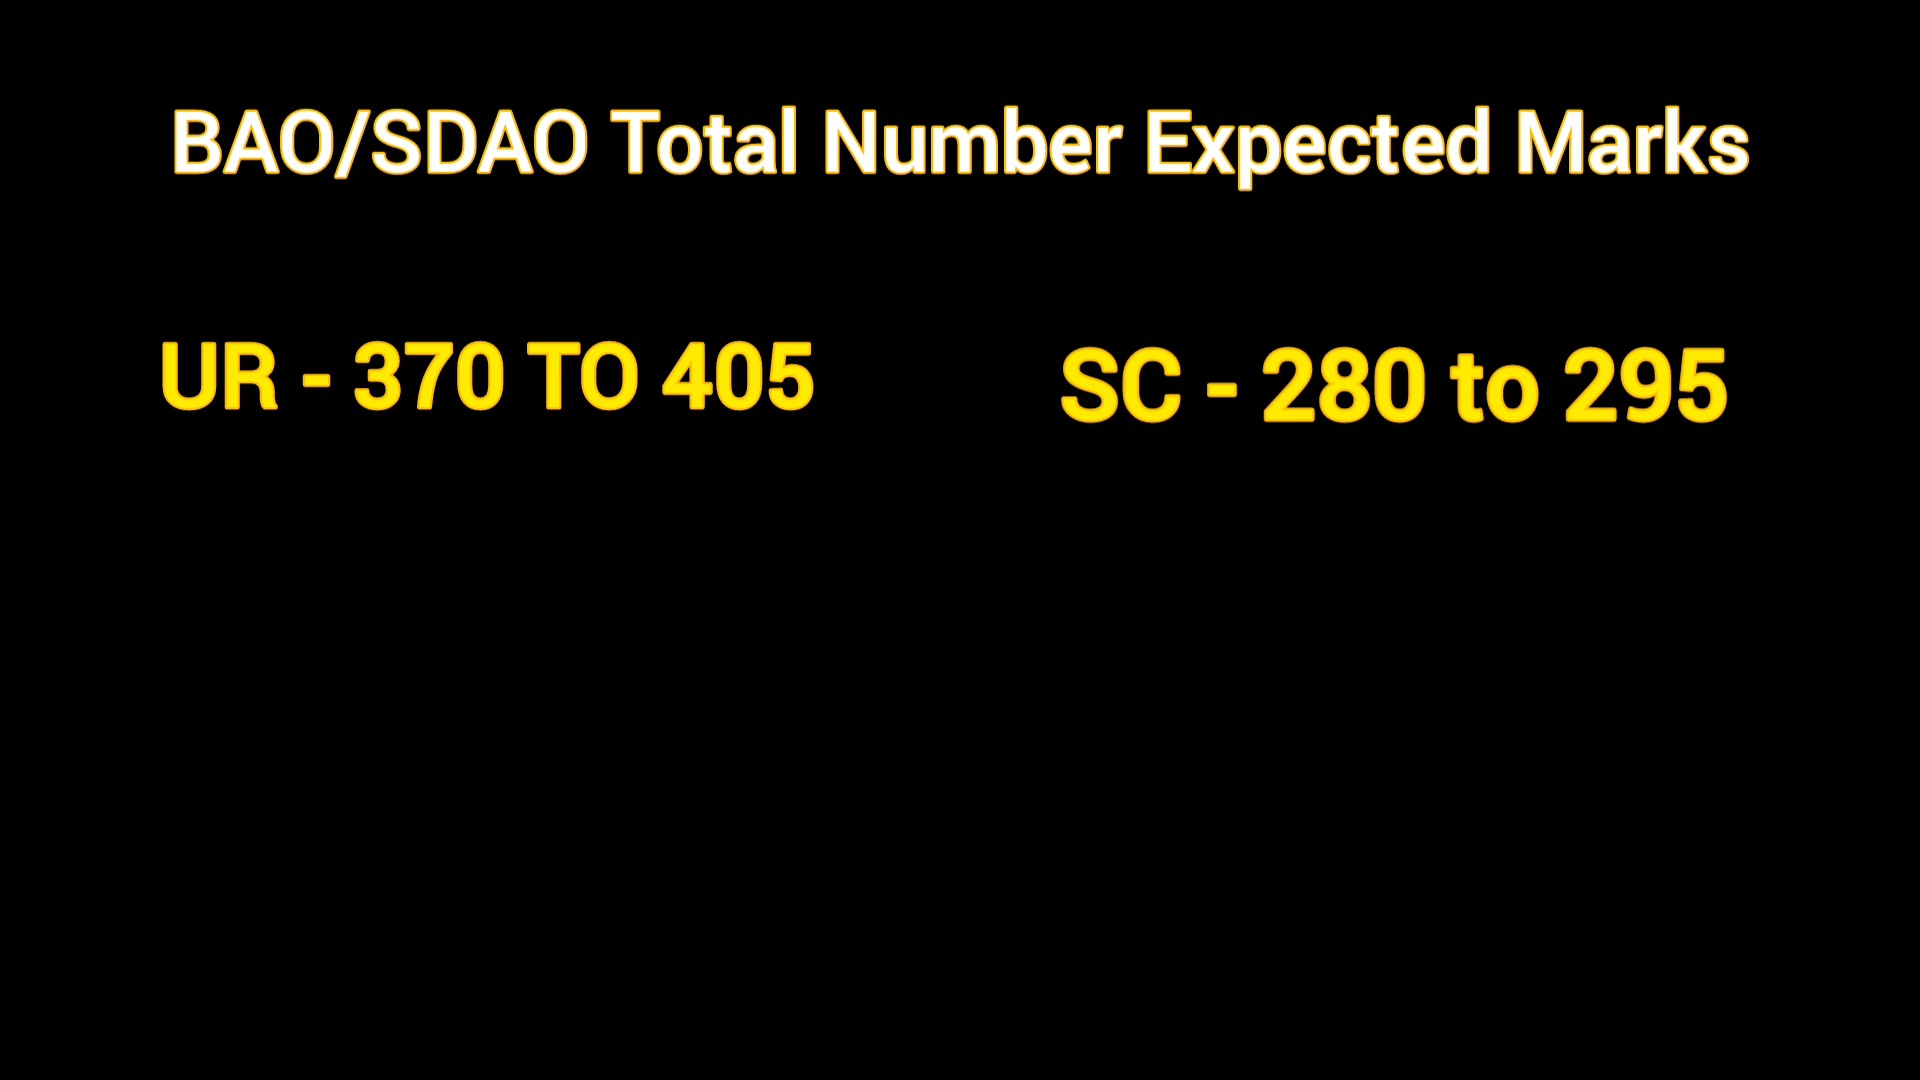 BAO/SDAO Total Number Expected Marks
UR - 370 TO 405
SC - 280 to 295